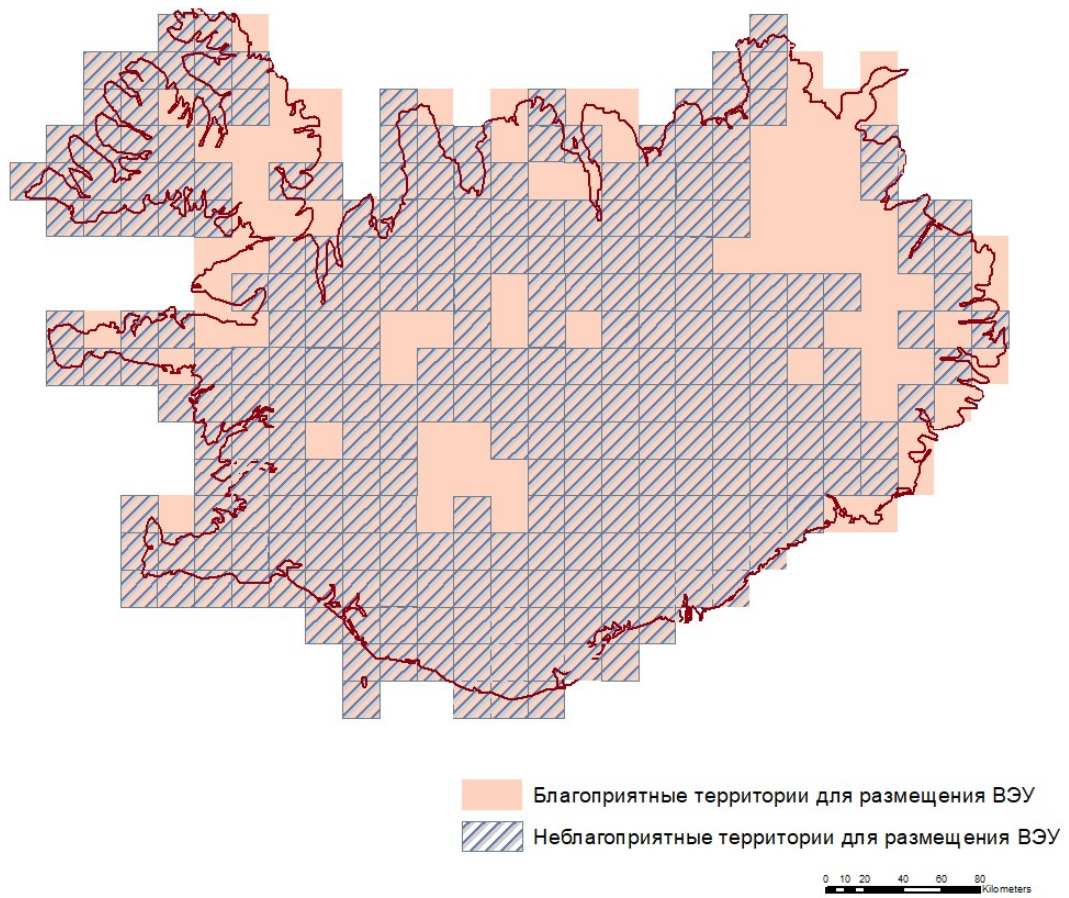 Благоприятные территории для размещения ВЭУ
Неблагоприятные территории для размещения ВЭУ
0 10 20 40 60 80
Kilometers